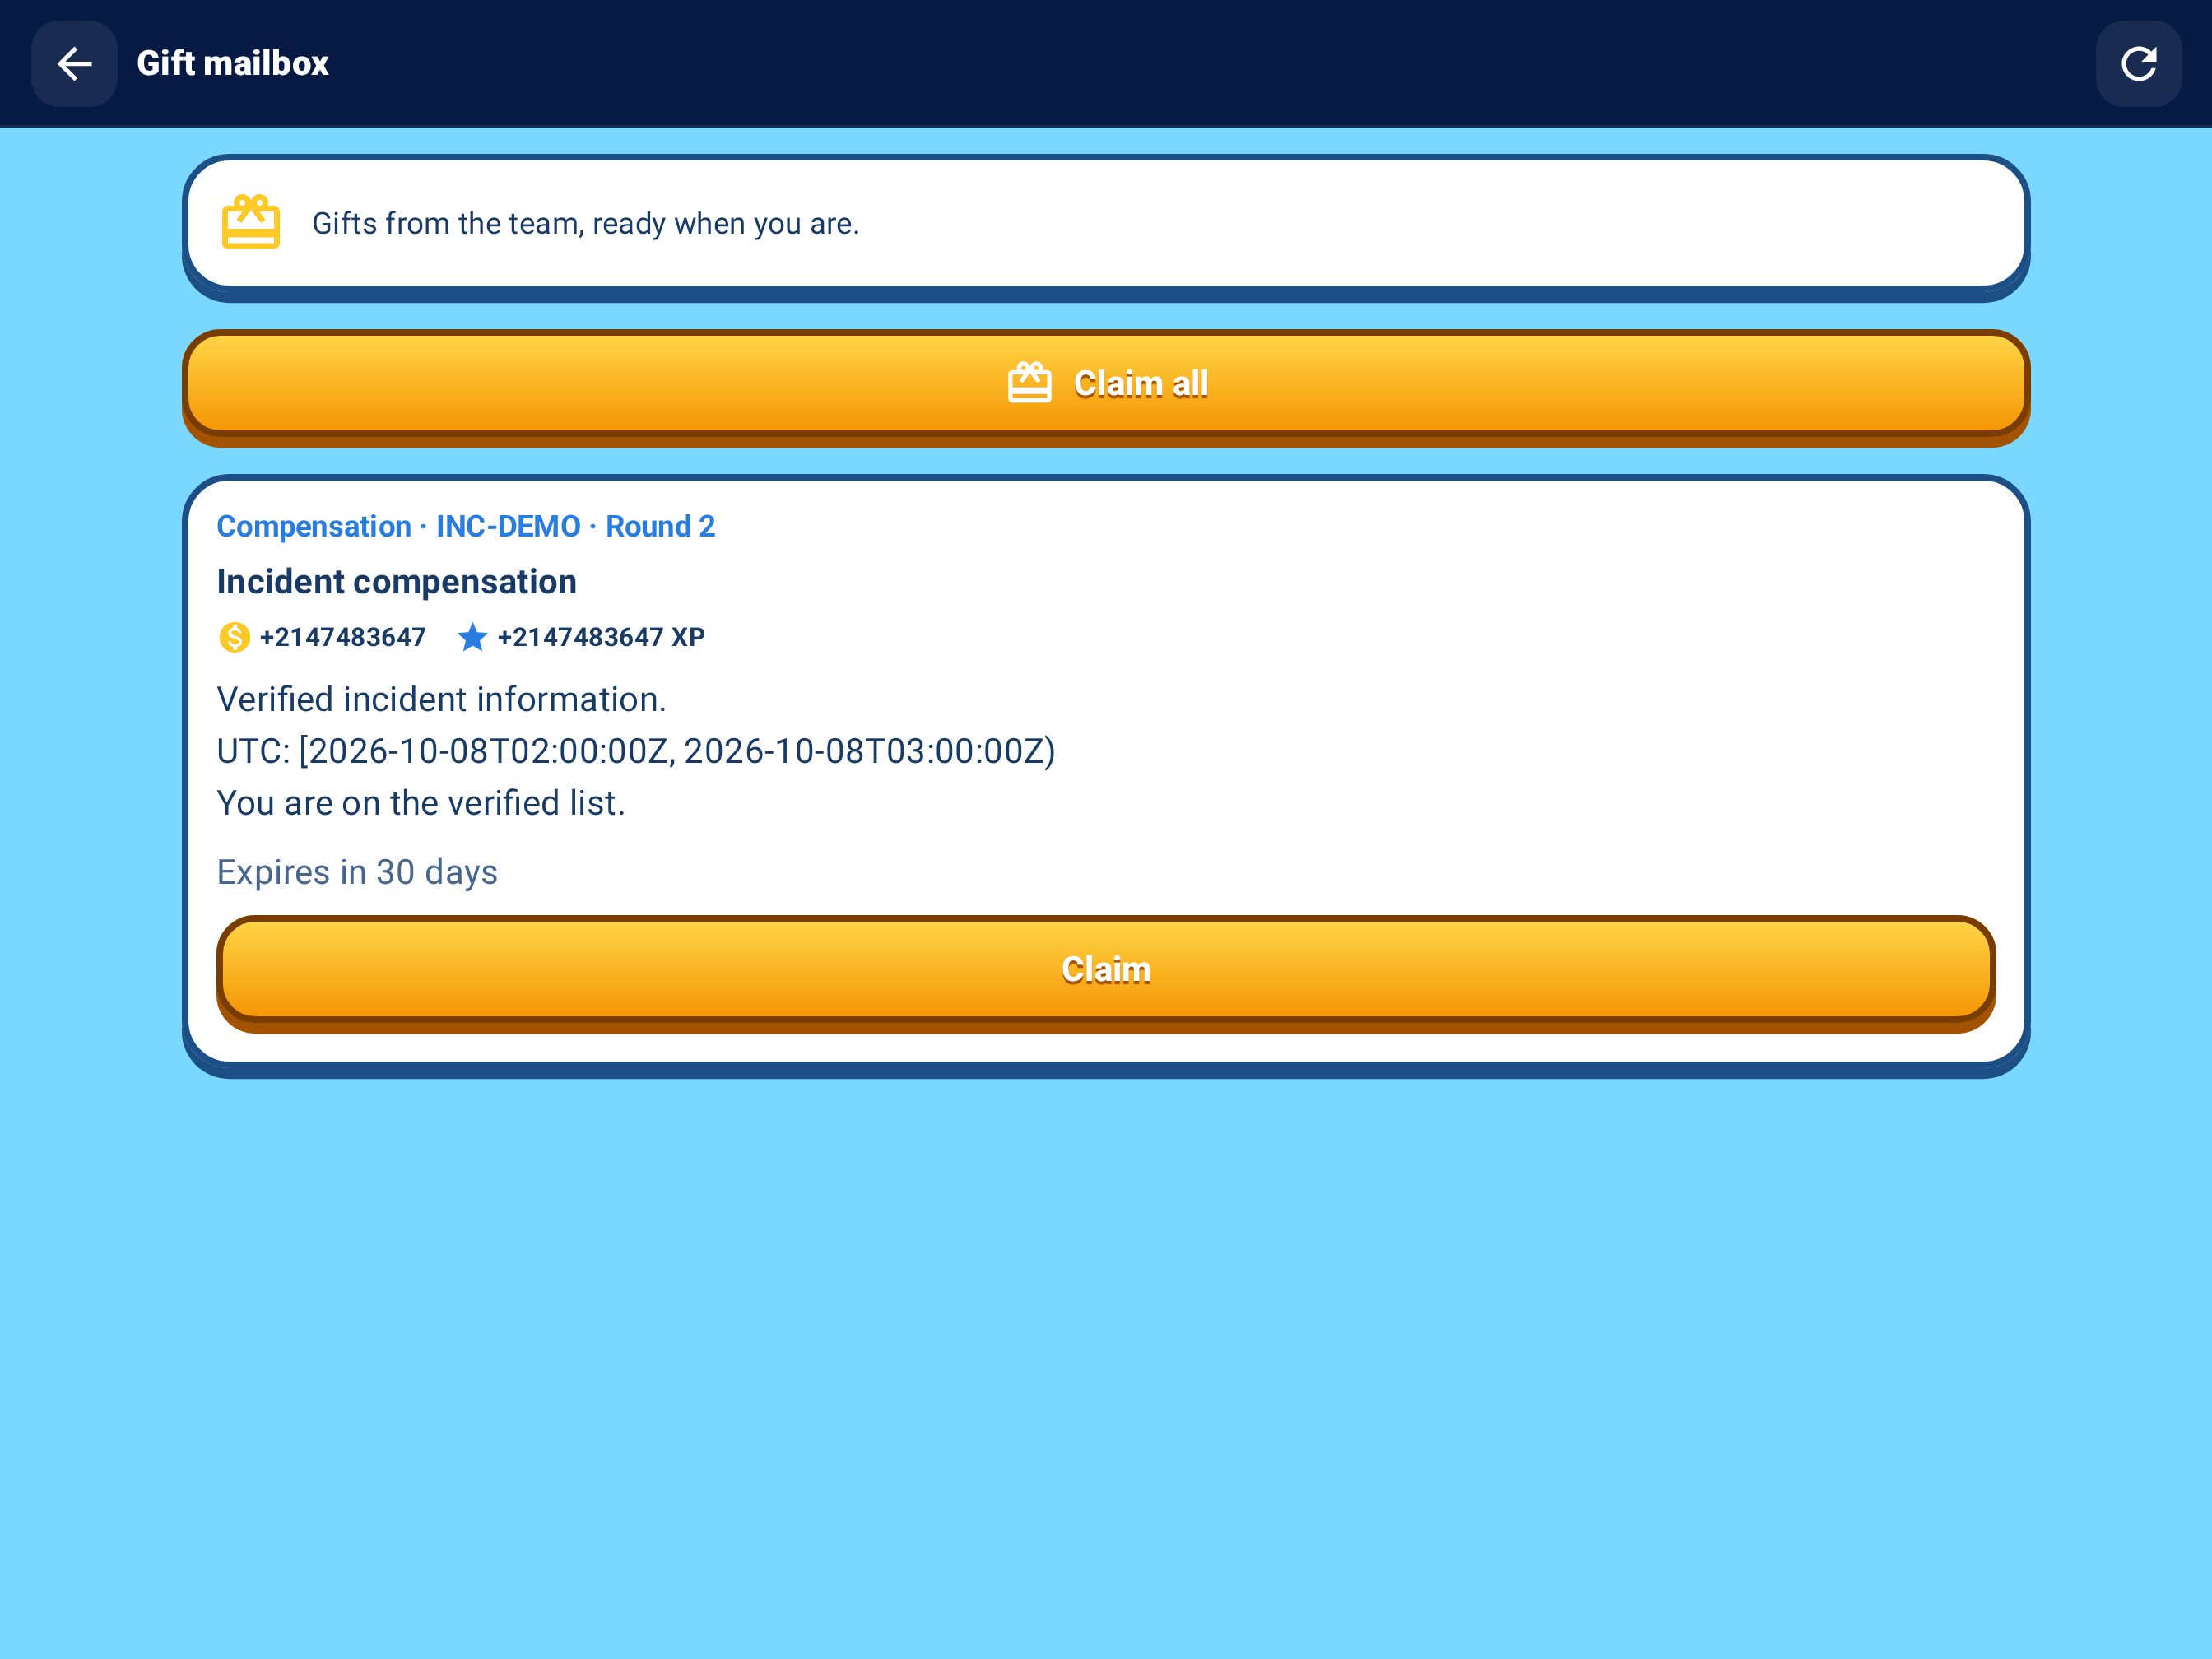 Gift mailbox
Gifts from the team, ready when you are.
Claim all
Compensation · INC-DEMO · Round 2
Incident compensation
+2147483647 +2147483647 XP
Verified incident information.
UTC: [2026-10-08T02:00:00Z, 2026-10-08T03:00:00Z)
You are on the verified list.
Expires in 30 days
Claim